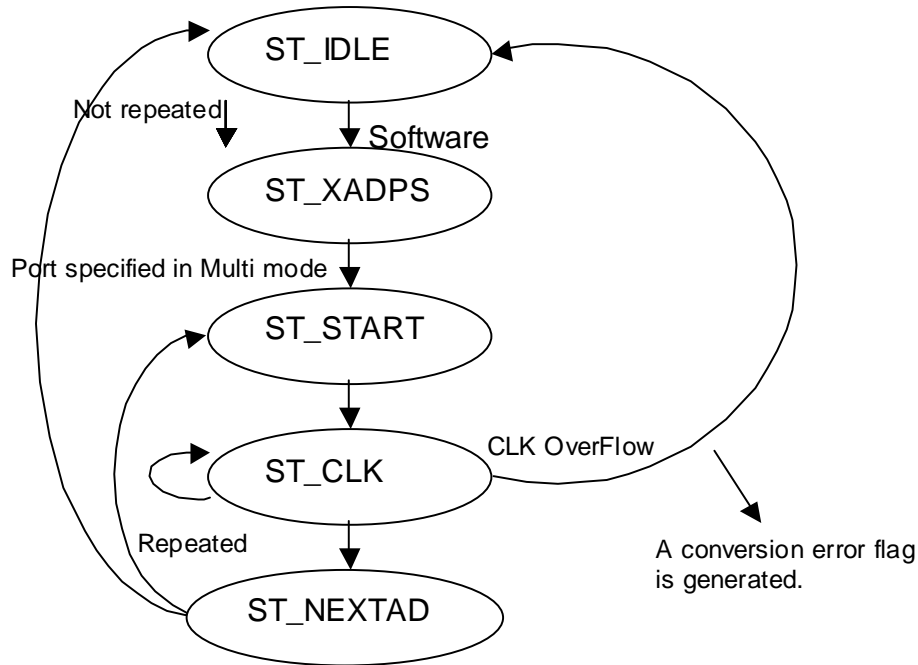 ST_IDLE
Not repeated
Software
ST_XADPS
Port specified in Multi mode
ST_START
CLK OverFlow
ST_CLK
Repeated
A conversion error flag
is generated.
ST_NEXTAD